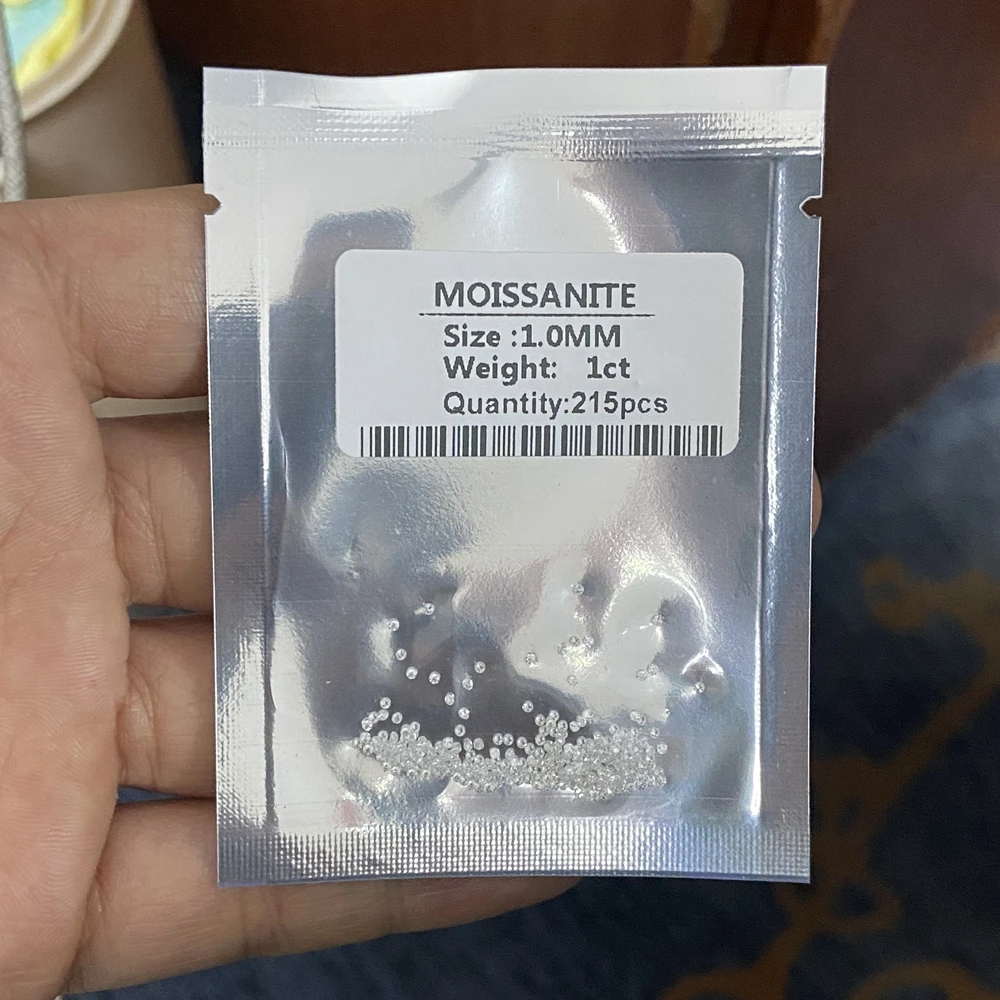 MOISSANITE
Size :1.0MM
Weight: 1ct
Quantity:215pcs